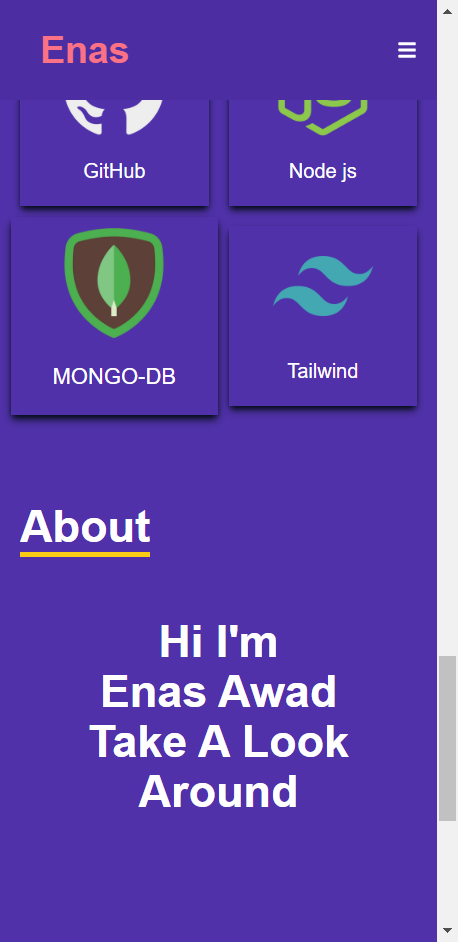 Enas
GitHub
Node js
MONGO-DB
Tailwind
About
Hi I'm
Enas Awad
Take A Look
Around